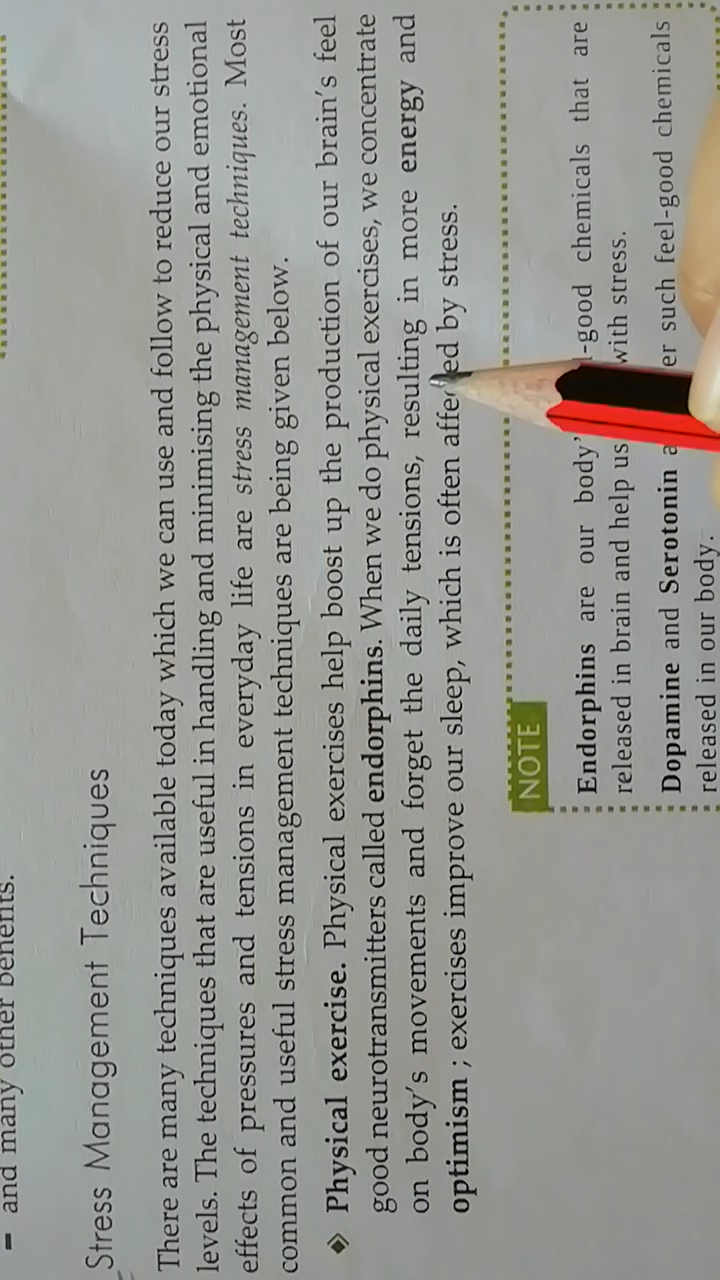 – and many other benefits.
Stress Management Techniques
There are many techniques available today which we can use and follow to reduce our stress
levels. The techniques that are useful in handling and minimising the physical and emotional
effects of pressures and tensions in everyday life are stress management techniques. Most
common and useful stress management techniques are being given below.
Physical exercise. Physical exercises help boost up the production of our brain's feel
good neurotransmitters called endorphins. When we do physical exercises, we concentrate
on body's movements and forget the daily tensions, resulting in more energy and
optimism ; exercises improve our sleep, which is often affected by stress.
NOTE
Endorphins are our body' -good chemicals that are
released in brain and help us with stress.
Dopamine and Serotonin such feel-good chemicals
released in our body.